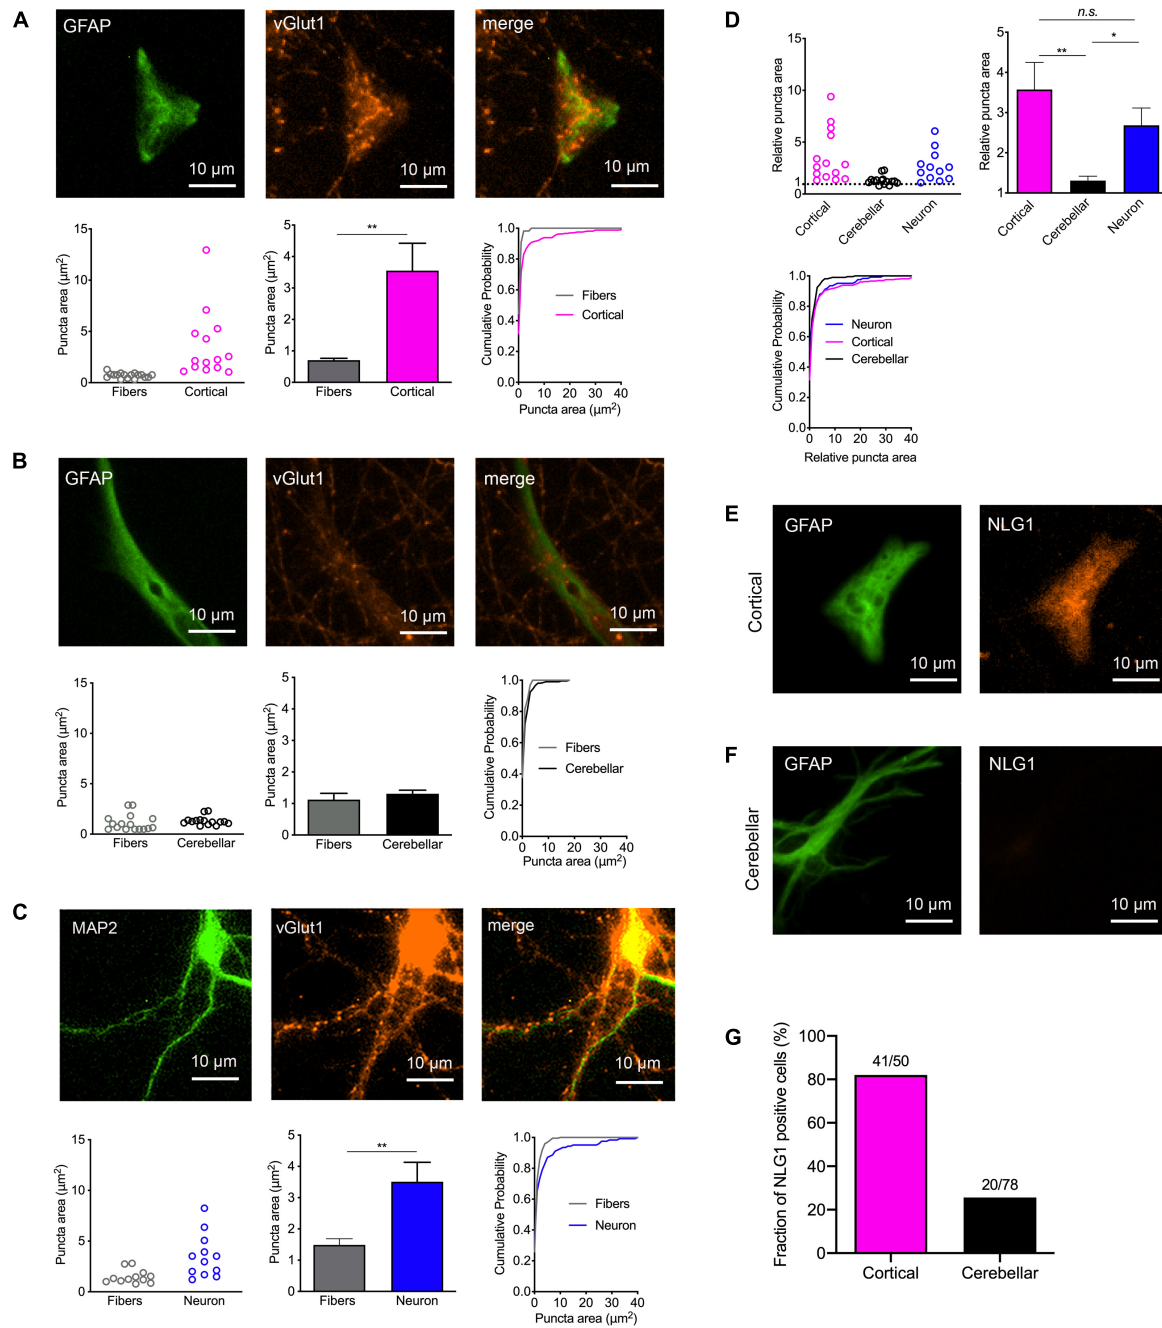 A
GFAP
vGlut1
merge
10 µm
10 µm
10 µm
Puncta area (µm²)
15
10
5
0
Fibers
Cortical
Puncta area (µm²)
5
4
3
2
1
0
**
Fibers
Cortical
Cumulative Probability
1.0
0.8
0.6
0.4
0.2
0.0
Fibers
Cortical
0
10
20
30
40
Puncta area (µm²)
B
GFAP
vGlut1
merge
10 µm
10 µm
10 µm
Puncta area (µm²)
15
10
5
0
Fibers
Cerebellar
Puncta area (µm²)
5
4
3
2
1
0
Fibers
Cerebellar
Cumulative Probability
1.0
0.8
0.6
0.4
0.2
0.0
Fibers
Cerebellar
0
10
20
30
40
Puncta area (µm²)
C
MAP2
vGlut1
merge
10 µm
10 µm
10 µm
Puncta area (µm²)
15
10
5
0
Fibers
Neuron
Puncta area (µm²)
5
4
3
2
1
0
**
Fibers
Neuron
Cumulative Probability
1.0
0.8
0.6
0.4
0.2
0.0
Fibers
Neuron
0
10
20
30
40
Puncta area (µm²)
D
Relative puncta area
15
10
5
1
0
Cortical
Cerebellar
Neuron
Relative puncta area
5
4
3
2
1
n.s.
**
*
Cortical
Cerebellar
Neuron
Cumulative Probability
1.0
0.8
0.6
0.4
0.2
0.0
Neuron
Cortical
Cerebellar
0
10
20
30
40
Relative puncta area
E
Cortical
GFAP
NLG1
10 µm
10 µm
F
Cerebellar
GFAP
NLG1
10 µm
10 µm
G
Fraction of NLG1 positive cells (%)
100
80
60
40
20
0
41/50
20/78
Cortical
Cerebellar